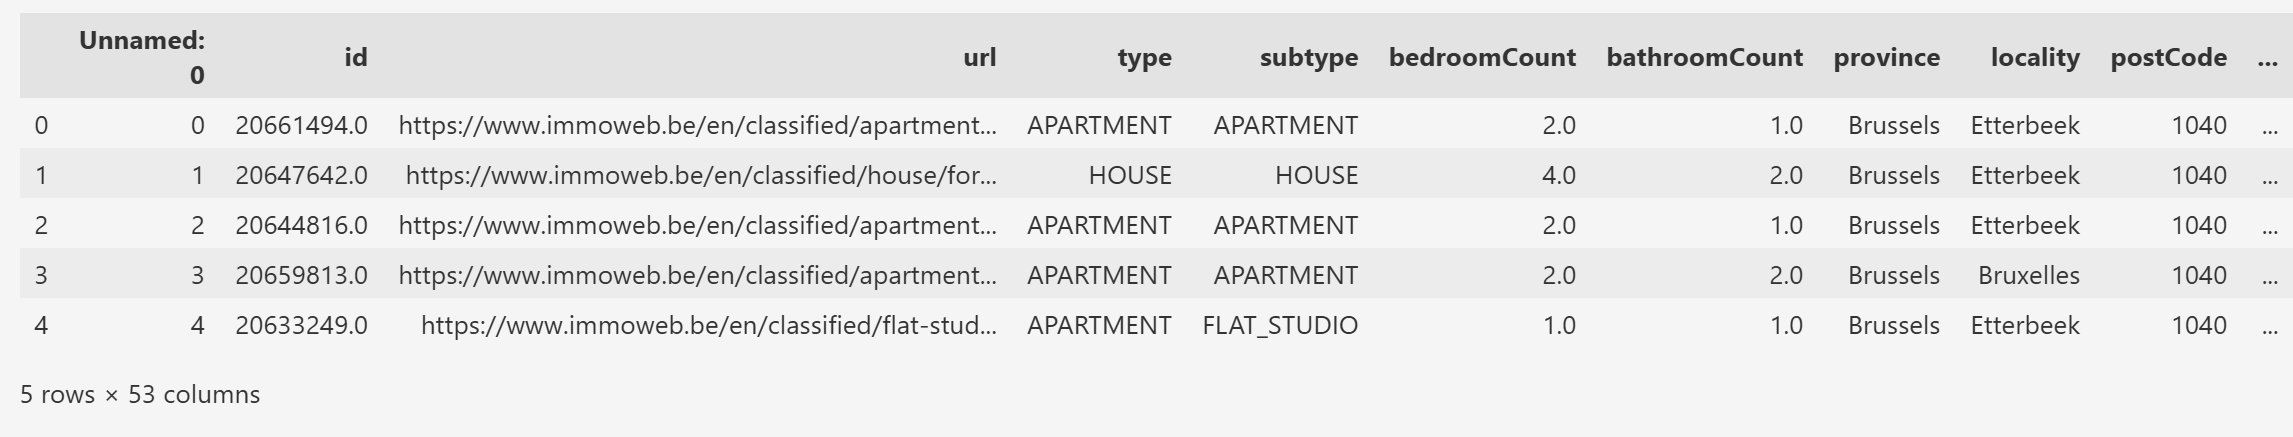 Unnamed: 0 id url type subtype bedroomCount bathroomCount province locality postCode ...
0 0 20661494.0 https://www.immoweb.be/en/classified/apartment... APARTMENT APARTMENT 2.0 1.0 Brussels Etterbeek 1040 ...
1 1 20647642.0 https://www.immoweb.be/en/classified/house/for... HOUSE HOUSE 4.0 2.0 Brussels Etterbeek 1040 ...
2 2 20644816.0 https://www.immoweb.be/en/classified/apartment... APARTMENT APARTMENT 2.0 1.0 Brussels Etterbeek 1040 ...
3 3 20659813.0 https://www.immoweb.be/en/classified/apartment... APARTMENT APARTMENT 2.0 2.0 Brussels Bruxelles 1040 ...
4 4 20633249.0 https://www.immoweb.be/en/classified/flat-stud... APARTMENT FLAT_STUDIO 1.0 1.0 Brussels Etterbeek 1040 ...
5 rows × 53 columns